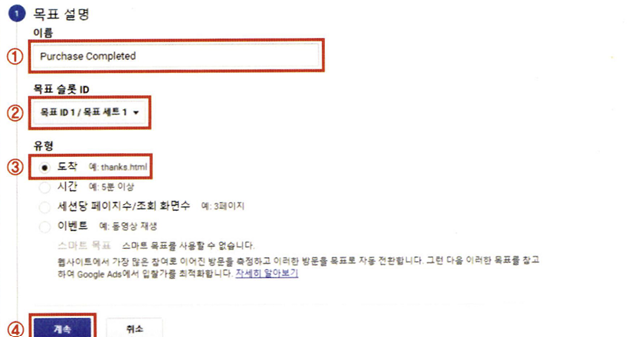 1 목표 설명
이름
① Purchase Completed
목표 슬롯 ID
② 목표 ID 1 / 목표 세트 1
유형
③ 도착 예: thanks.html
시간 예: 5분 이상
세션당 페이지수/조회 화면수 예: 3페이지
이벤트 예: 동영상 재생
스마트 목표 스마트 목표를 사용할 수 없습니다.
웹사이트에서 가장 많은 참여로 이어진 방문을 측정하고 이러한 방문을 목표로 자동 전환합니다. 그런 다음 이러한 목표를 참고
하여 Google Ads에서 입찰가를 최적화합니다. 자세히 알아보기
④ 계속 취소